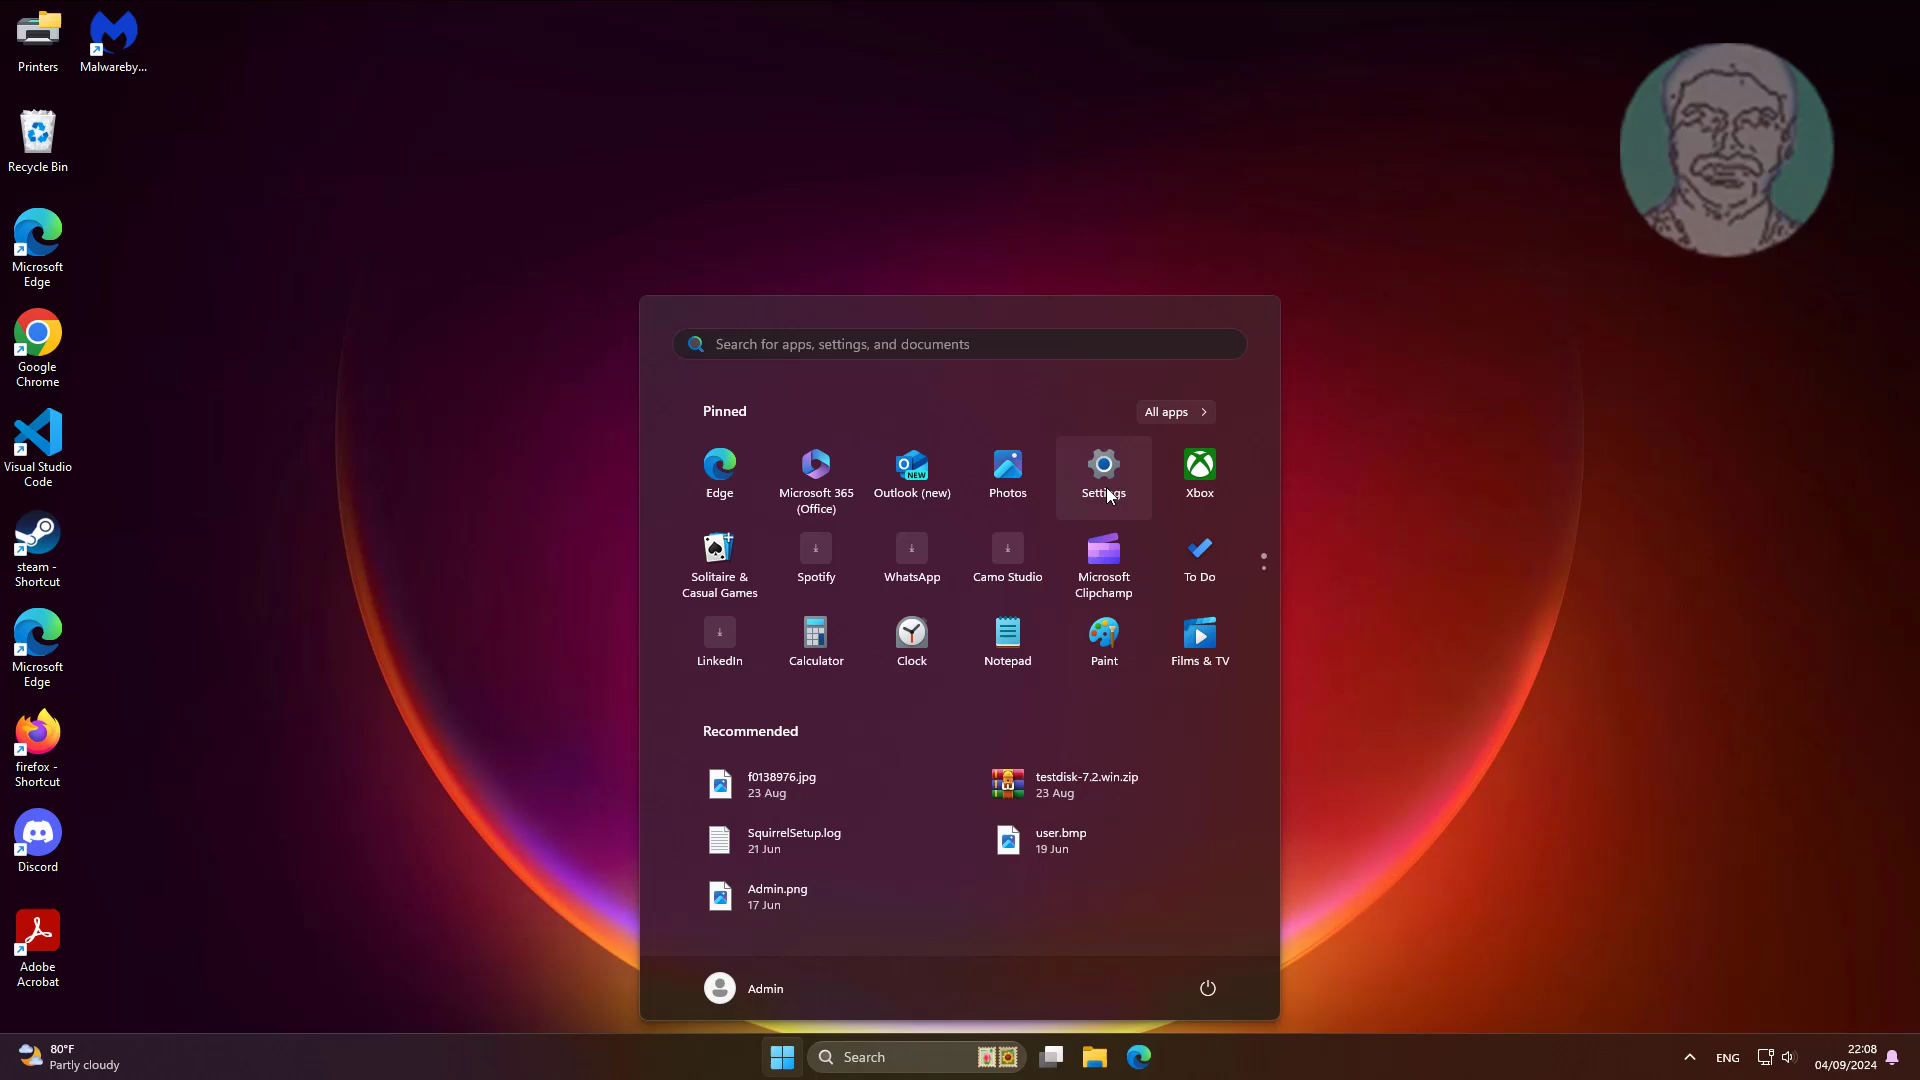 Printers
Malwareby...
Recycle Bin
Microsoft
Edge
Google
Chrome
Visual Studio
Code
steam -
Shortcut
Microsoft
Edge
firefox -
Shortcut
Discord
Adobe
Acrobat
Search for apps, settings, and documents
Pinned
All apps
Edge
Microsoft 365
(Office)
Outlook (new)
Photos
Settings
Xbox
Solitaire &
Casual Games
Spotify
WhatsApp
Camo Studio
Microsoft
Clipchamp
To Do
LinkedIn
Calculator
Clock
Notepad
Paint
Films & TV
Recommended
f0138976.jpg
23 Aug
testdisk-7.2.win.zip
23 Aug
SquirrelSetup.log
21 Jun
user.bmp
19 Jun
Admin.png
17 Jun
Admin
80°F
Partly cloudy
Search
ENG
22:08
04/09/2024